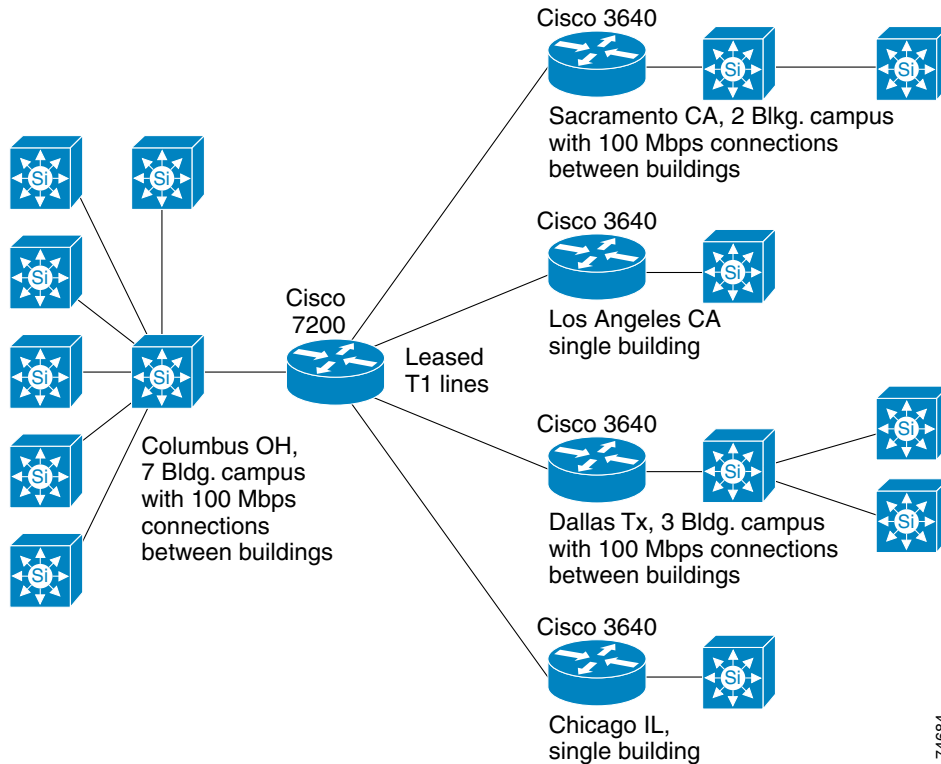 Cisco 3640
Si
Si
Sacramento CA, 2 Blkg. campus
with 100 Mbps connections
between buildings
Si
Si
Si
Cisco 3640
Si
Los Angeles CA
single building
Cisco
7200
Leased
T1 lines
Si
Si
Columbus OH,
7 Bldg. campus
with 100 Mbps
connections
between buildings
Si
Si
Cisco 3640
Si
Si
Si
Dallas Tx, 3 Bldg. campus
with 100 Mbps connections
between buildings
Cisco 3640
Si
Chicago IL,
single building
74684